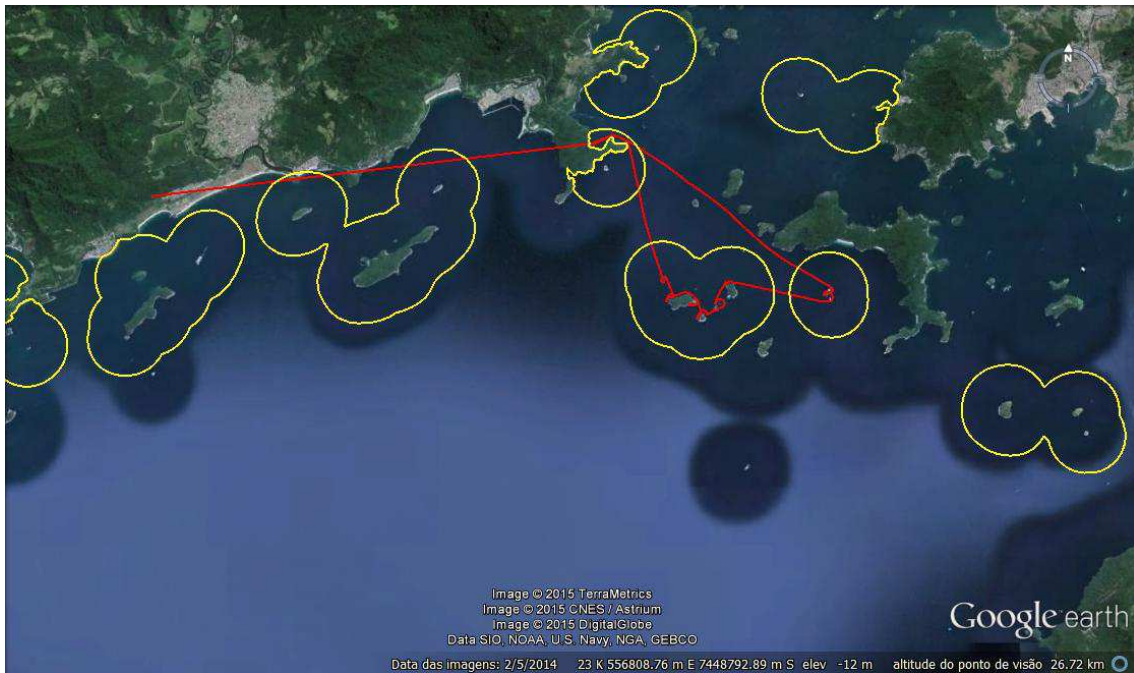 N
Image © 2015 TerraMetrics
Image © 2015 CNES / Astrium
Image © 2015 DigitalGlobe
Data SIO, NOAA, U.S. Navy, NGA, GEBCO
Google earth
Data das imagens: 2/5/2014 23 K 556808.76 m E 7448792.89 m S elev -12 m altitude do ponto de visão 26.72 km